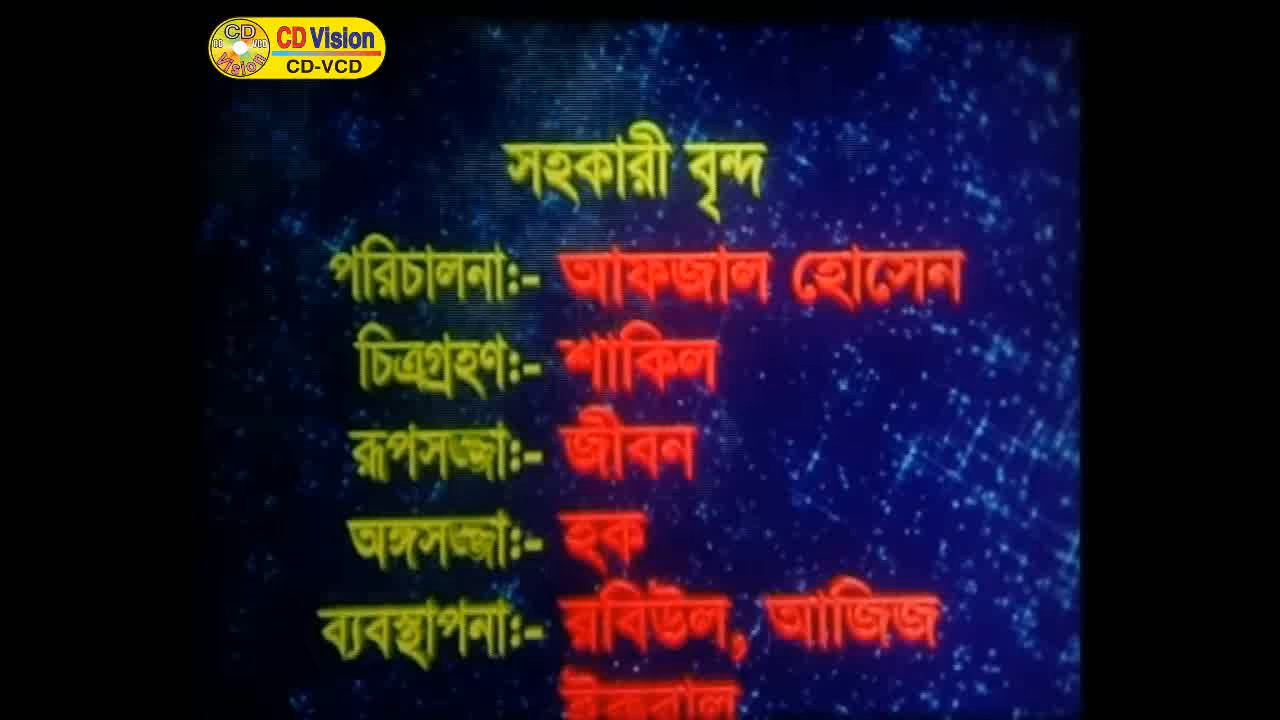 CD Vision
CD-VCD
সহকারী বৃন্দ
পরিচালনাঃ- আফজাল হোসেন
চিত্রগ্রহণঃ- শাকিল
রূপসজ্জাঃ- জীবন
অঙ্গসজ্জাঃ- হক
ব্যবস্থাপনাঃ- রবিউল, আজিজ